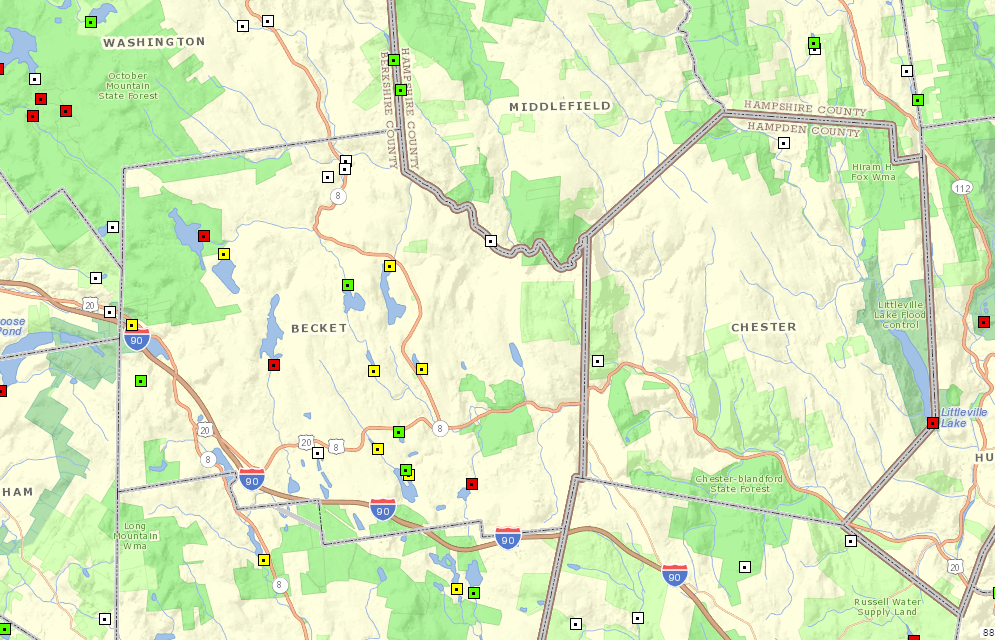 WASHINGTON
October
Mountain
State Forest
BERKSHIRE COUNTY
HAMPSHIRE COUNTY
MIDDLEFIELD
HAMPSHIRE COUNTY
HAMPDEN COUNTY
Hiram H.
Fox Wma
112
8
20
90
oose
Pond
BECKET
CHESTER
Littleville
Lake Flood
Control
Littleville
Lake
20
8
20
8
8
HU
90
90
90
90
HAM
Long
Mountain
Wma
Chester-blandford
State Forest
20
8
Russell Water
Supply Land
88